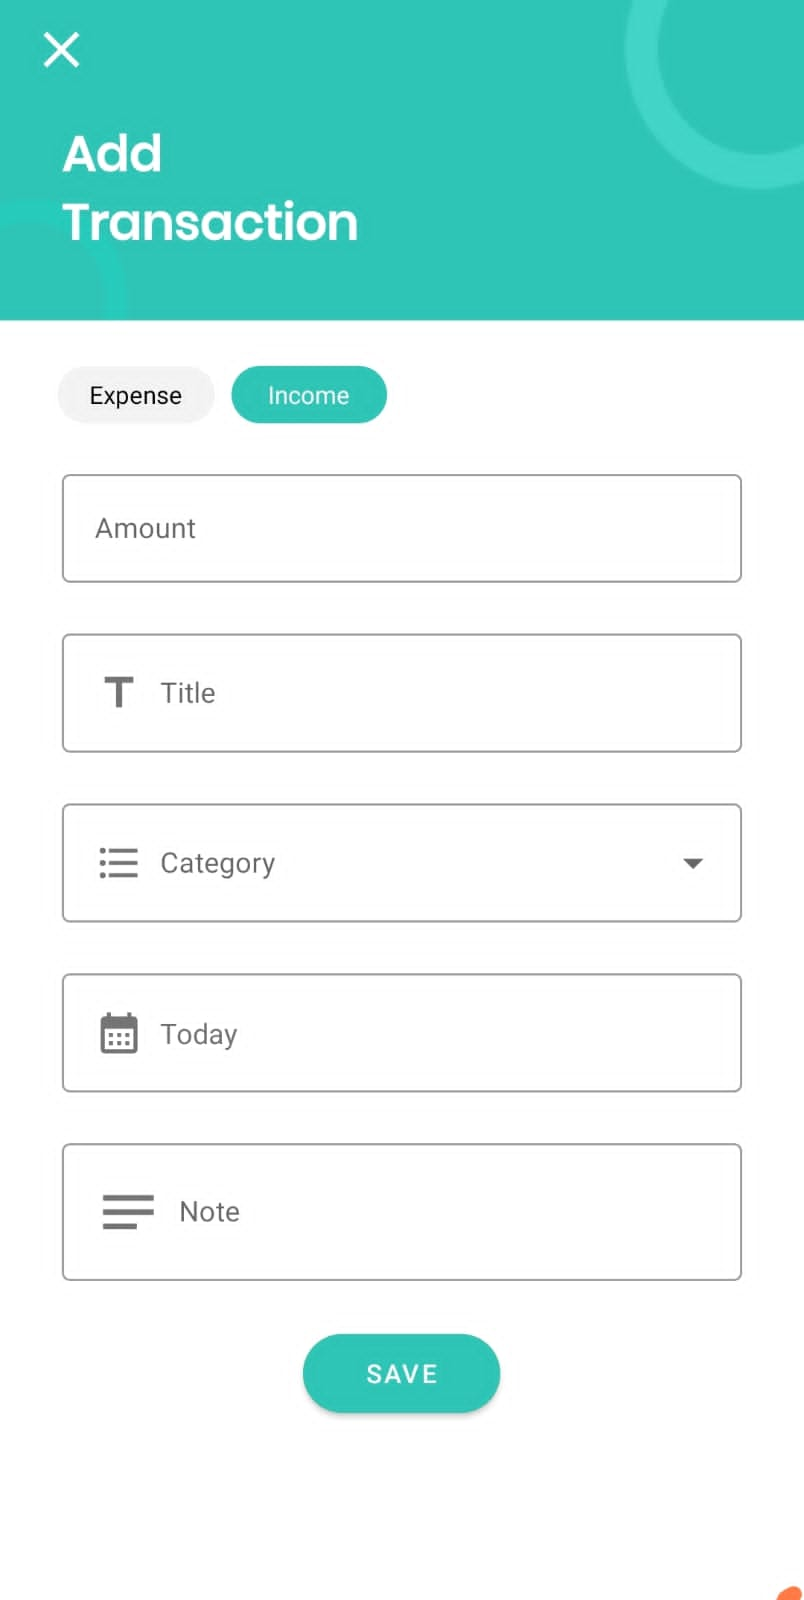 Add
Transaction
Expense Income
Amount
Title
Category
Today
Note
SAVE